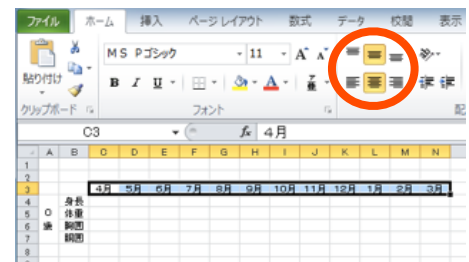 ファイル ホーム 挿入 ページ レイアウト 数式 データ 校閲 表示
MS Pゴシック 11 A A
貼り付け B I U A
クリップボード フォント 配
C3 fx 4月
A B C D E F G H I J K L M N
1
2
3 4月 5月 6月 7月 8月 9月 10月 11月 12月 1月 2月 3月
4 身長
5 0 体重
6 歳 胸囲
7 頭囲
8